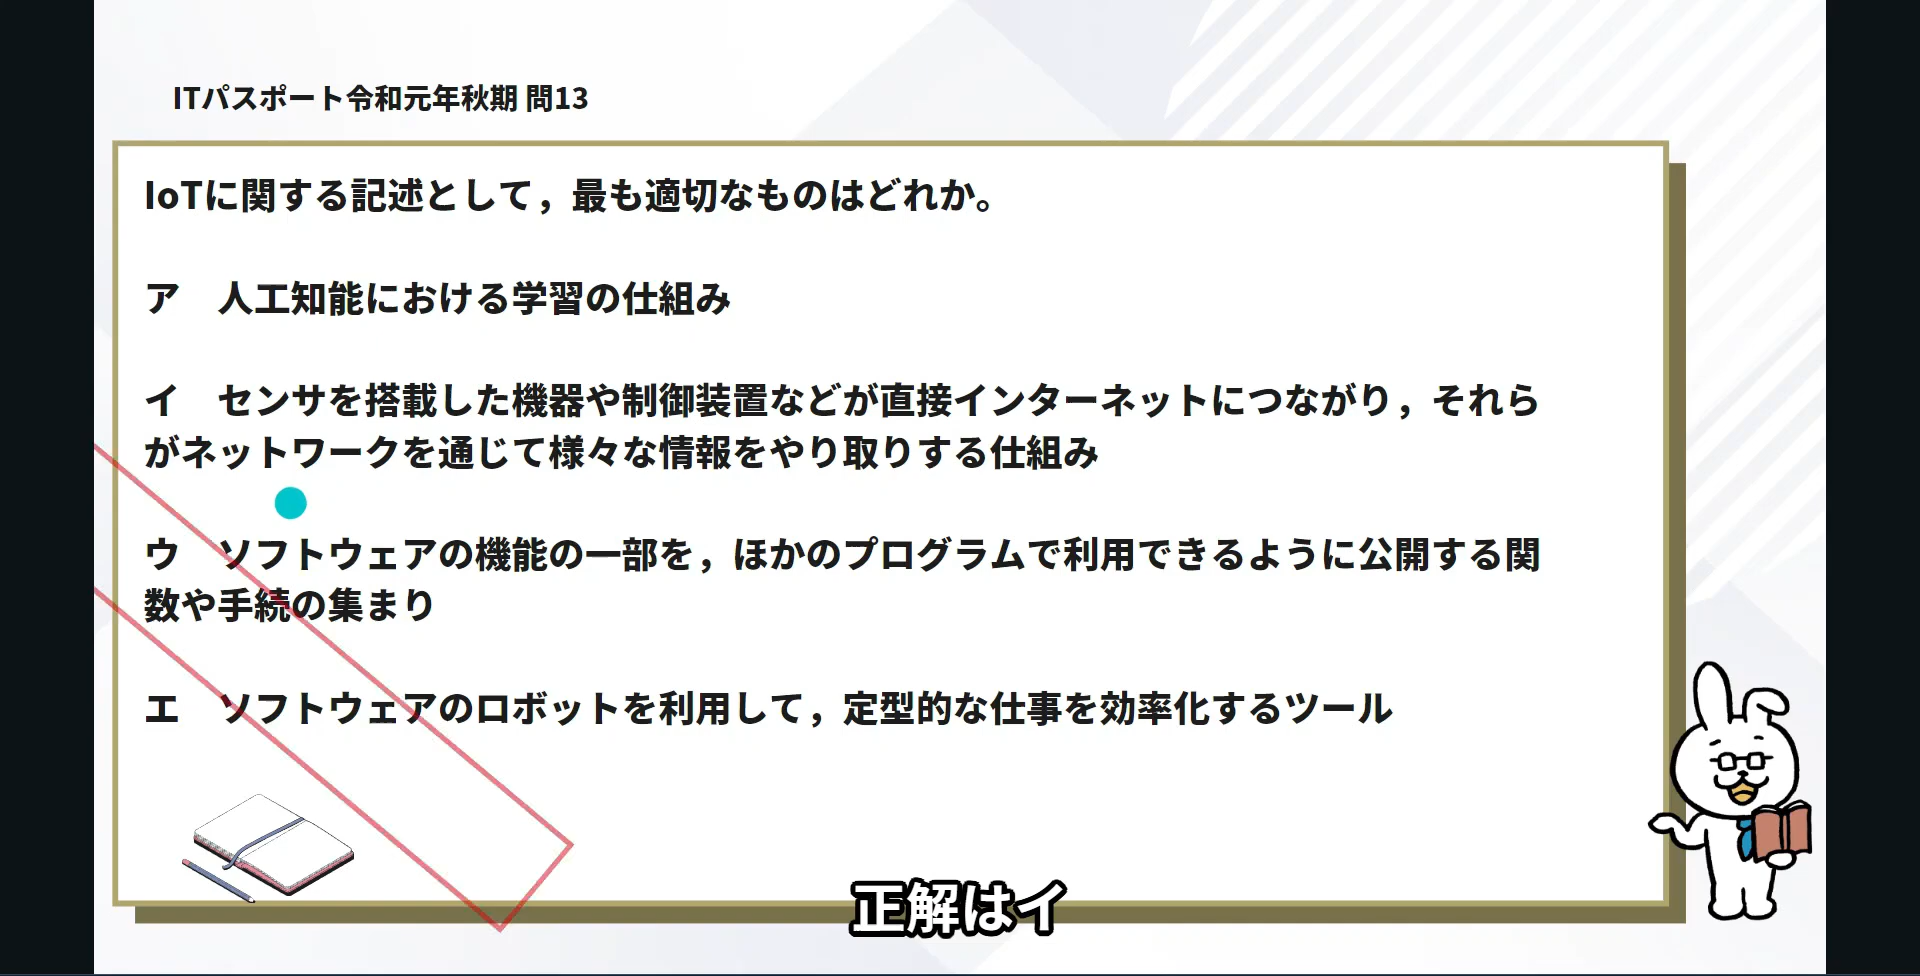 ITパスポート令和元年秋期 問13
IoTに関する記述として，最も適切なものはどれか。
ア　人工知能における学習の仕組み
イ　センサを搭載した機器や制御装置などが直接インターネットにつながり，それら
がネットワークを通じて様々な情報をやり取りする仕組み
ウ　ソフトウェアの機能の一部を，ほかのプログラムで利用できるように公開する関
数や手続の集まり
エ　ソフトウェアのロボットを利用して，定型的な仕事を効率化するツール
正解はイ